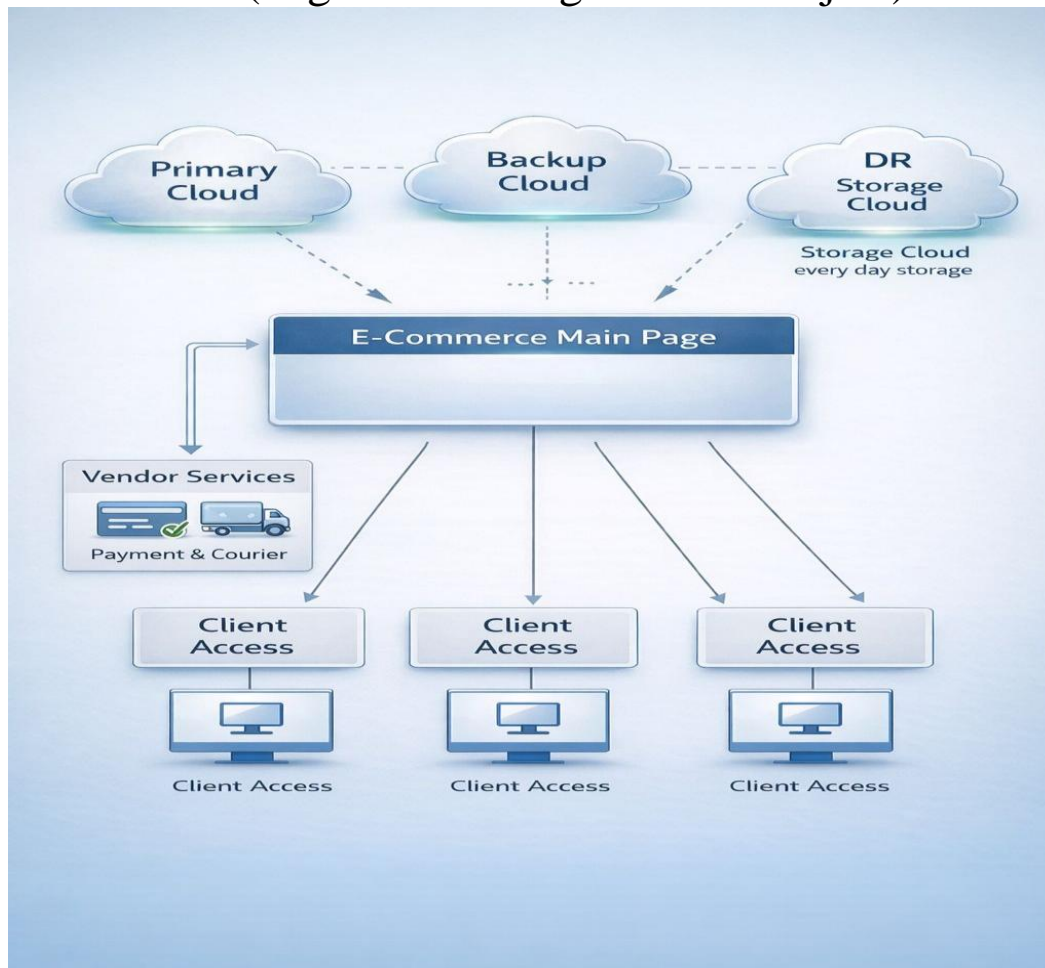 Primary
Cloud
Backup
Cloud
DR
Storage
Cloud
Storage Cloud
every day storage
E-Commerce Main Page
Vendor Services
Payment & Courier
Client
Access
Client
Access
Client
Access
Client Access
Client Access
Client Access